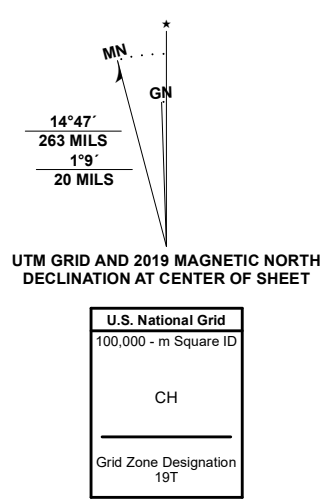 ★
MN
GN
14°47´
263 MILS
1°9´
20 MILS
UTM GRID AND 2019 MAGNETIC NORTH
DECLINATION AT CENTER OF SHEET
U.S. National Grid
100,000 - m Square ID
CH
Grid Zone Designation
19T